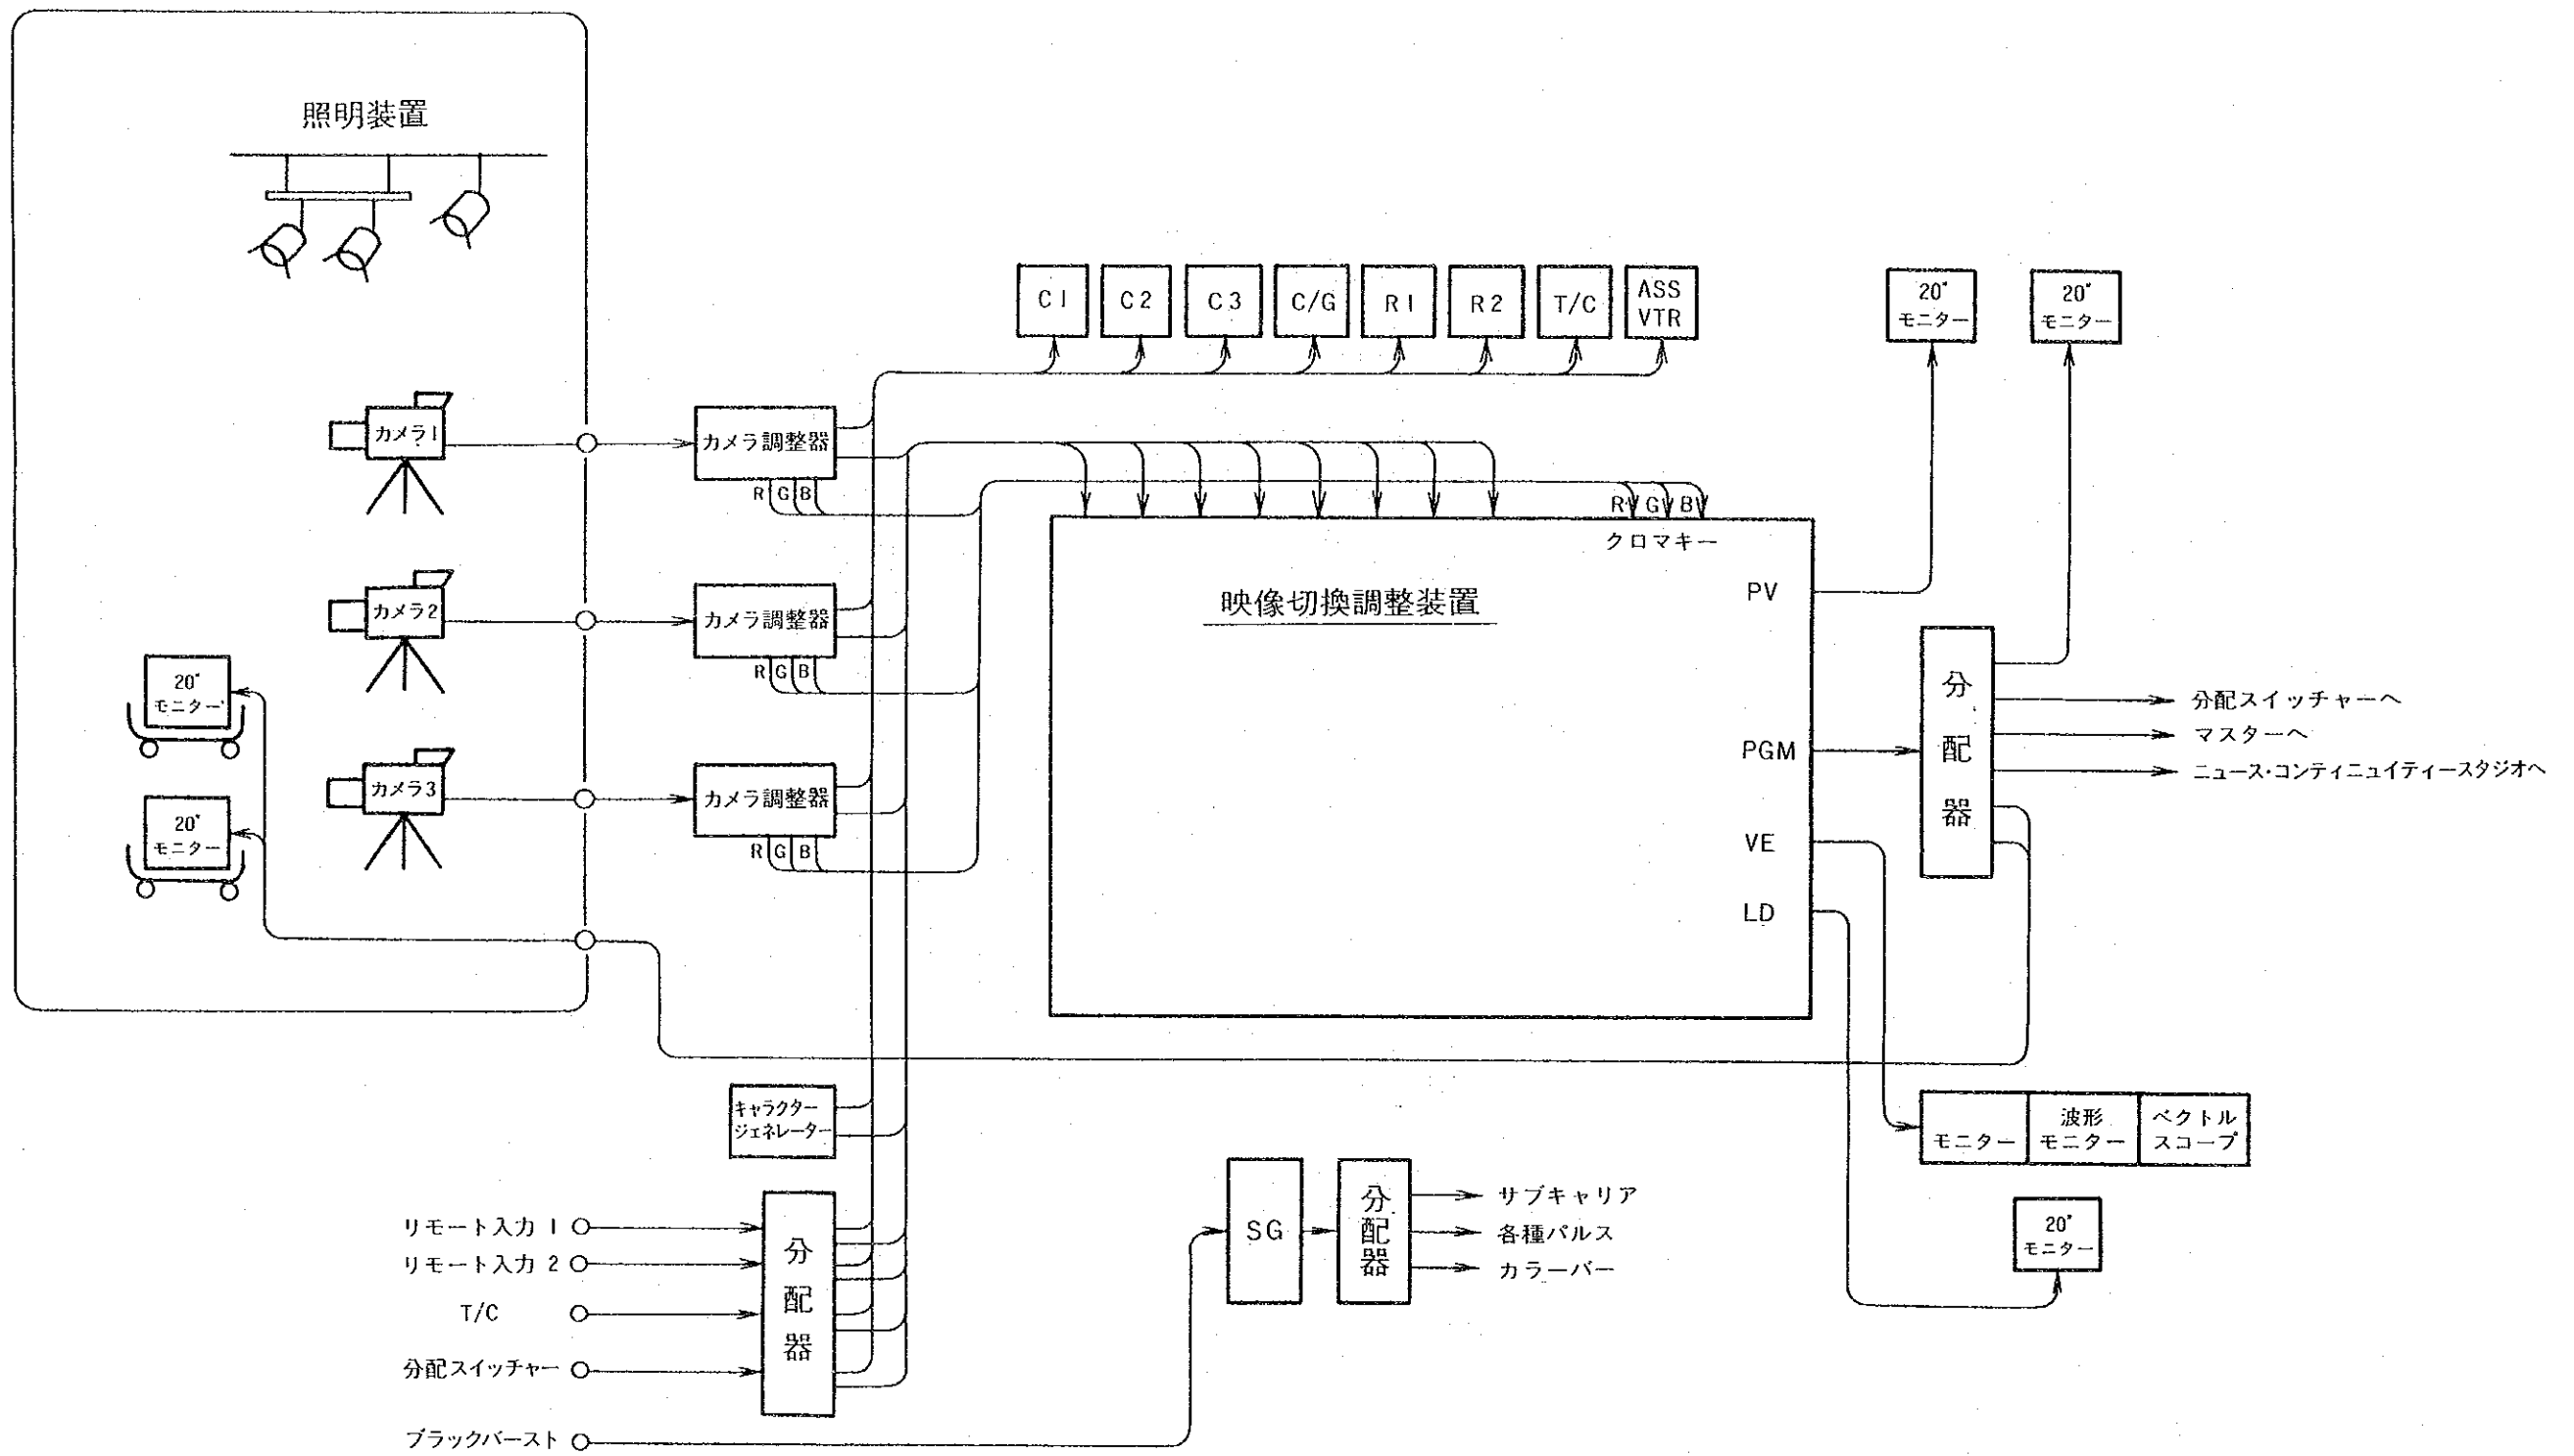 照明装置
C1
C2
C3
C/G
R1
R2
T/C
ASS
VTR
20"
モニター
20"
モニター
カメラ1
カメラ調整器
R G B
R G B
クロマキー
映像切換調整装置
PV
カメラ2
カメラ調整器
R G B
20"
モニター
カメラ3
カメラ調整器
R G B
20"
モニター
PGM
VE
LD
分配器
分配スイッチャーへ
マスターへ
ニュース・コンティニュイティースタジオへ
キャラクター
ジェネレーター
モニター
波形
モニター
ベクトル
スコープ
リモート入力 1
リモート入力 2
T/C
分配スイッチャー
ブラックバースト
分配器
SG
分配器
サブキャリア
各種パルス
カラーバー
20"
モニター